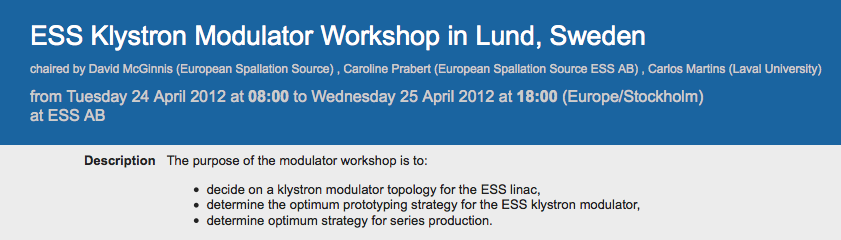 ESS Klystron Modulator Workshop in Lund, Sweden
chaired by David McGinnis (European Spallation Source) , Caroline Prabert (European Spallation Source ESS AB) , Carlos Martins (Laval University)
from Tuesday 24 April 2012 at 08:00 to Wednesday 25 April 2012 at 18:00 (Europe/Stockholm)
at ESS AB
Description The purpose of the modulator workshop is to:
• decide on a klystron modulator topology for the ESS linac,
• determine the optimum prototyping strategy for the ESS klystron modulator,
• determine optimum strategy for series production.